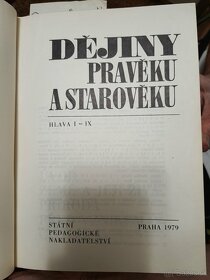 DĚJINY
PRAVĚKU
A STAROVĚKU
HLAVA I – IX
STÁTNÍ
PEDAGOGICKÉ
NAKLADATELSTVÍ
PRAHA 1979